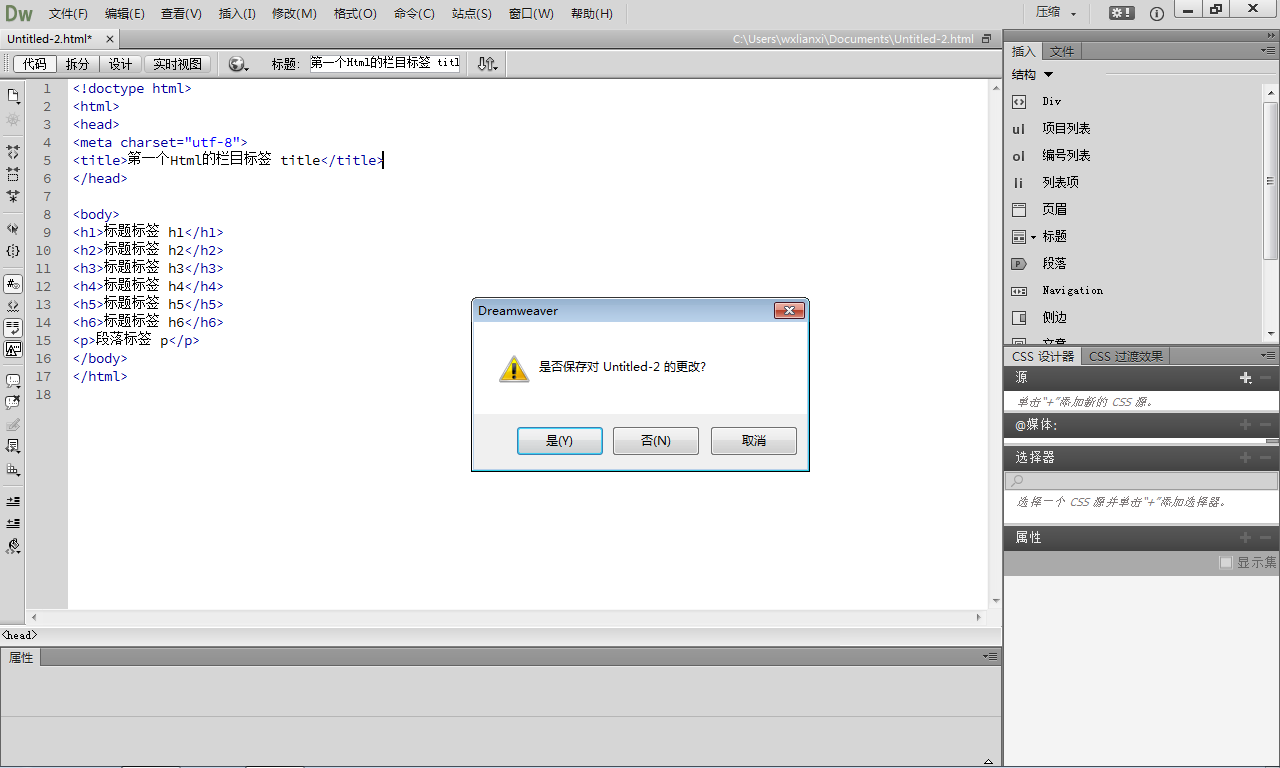 Dw 文件(F) 编辑(E) 查看(V) 插入(I) 修改(M) 格式(O) 命令(C) 站点(S) 窗口(W) 帮助(H) 压缩
Untitled-2.html* C:\Users\wxlianxi\Documents\Untitled-2.html
代码 拆分 设计 实时视图 标题: 第一个Html的栏目标签 titl
1 <!doctype html>
2 <html>
3 <head>
4 <meta charset="utf-8">
5 <title>第一个Html的栏目标签 title</title>
6 </head>
7
8 <body>
9 <h1>标题标签 h1</h1>
10 <h2>标题标签 h2</h2>
11 <h3>标题标签 h3</h3>
12 <h4>标题标签 h4</h4>
13 <h5>标题标签 h5</h5>
14 <h6>标题标签 h6</h6>
15 <p>段落标签 p</p>
16 </body>
17 </html>
18
<head>
属性
Dreamweaver
是否保存对 Untitled-2 的更改?
是(Y) 否(N) 取消
插入 文件
结构
Div
ul 项目列表
ol 编号列表
li 列表项
页眉
标题
P 段落
Navigation
侧边
文章
CSS 设计器 CSS 过渡效果
源
单击"+"添加新的 CSS 源。
@媒体:
选择器
选择一个 CSS 源并单击"+"添加选择器。
属性
显示集